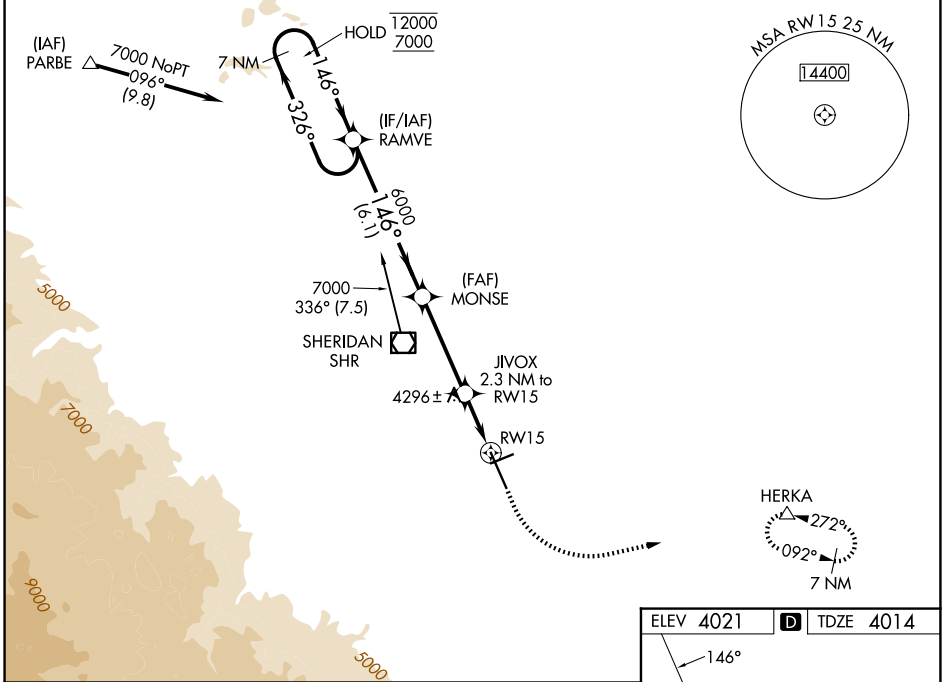 (IAF)
PARBE
7000 NoPT
096°
(9.8)
7 NM
HOLD
12000
7000
146°
326°
(IF/IAF)
RAMVE
MSA RW15 25 NM
14400
6000
146°
(6.1)
(FAF)
MONSE
7000
336° (7.5)
SHERIDAN
SHR
JIVOX
2.3 NM to
RW15
4296±
RW15
HERKA
272°
092°
7 NM
5000
7000
9000
5000
ELEV 4021 D TDZE 4014
146°